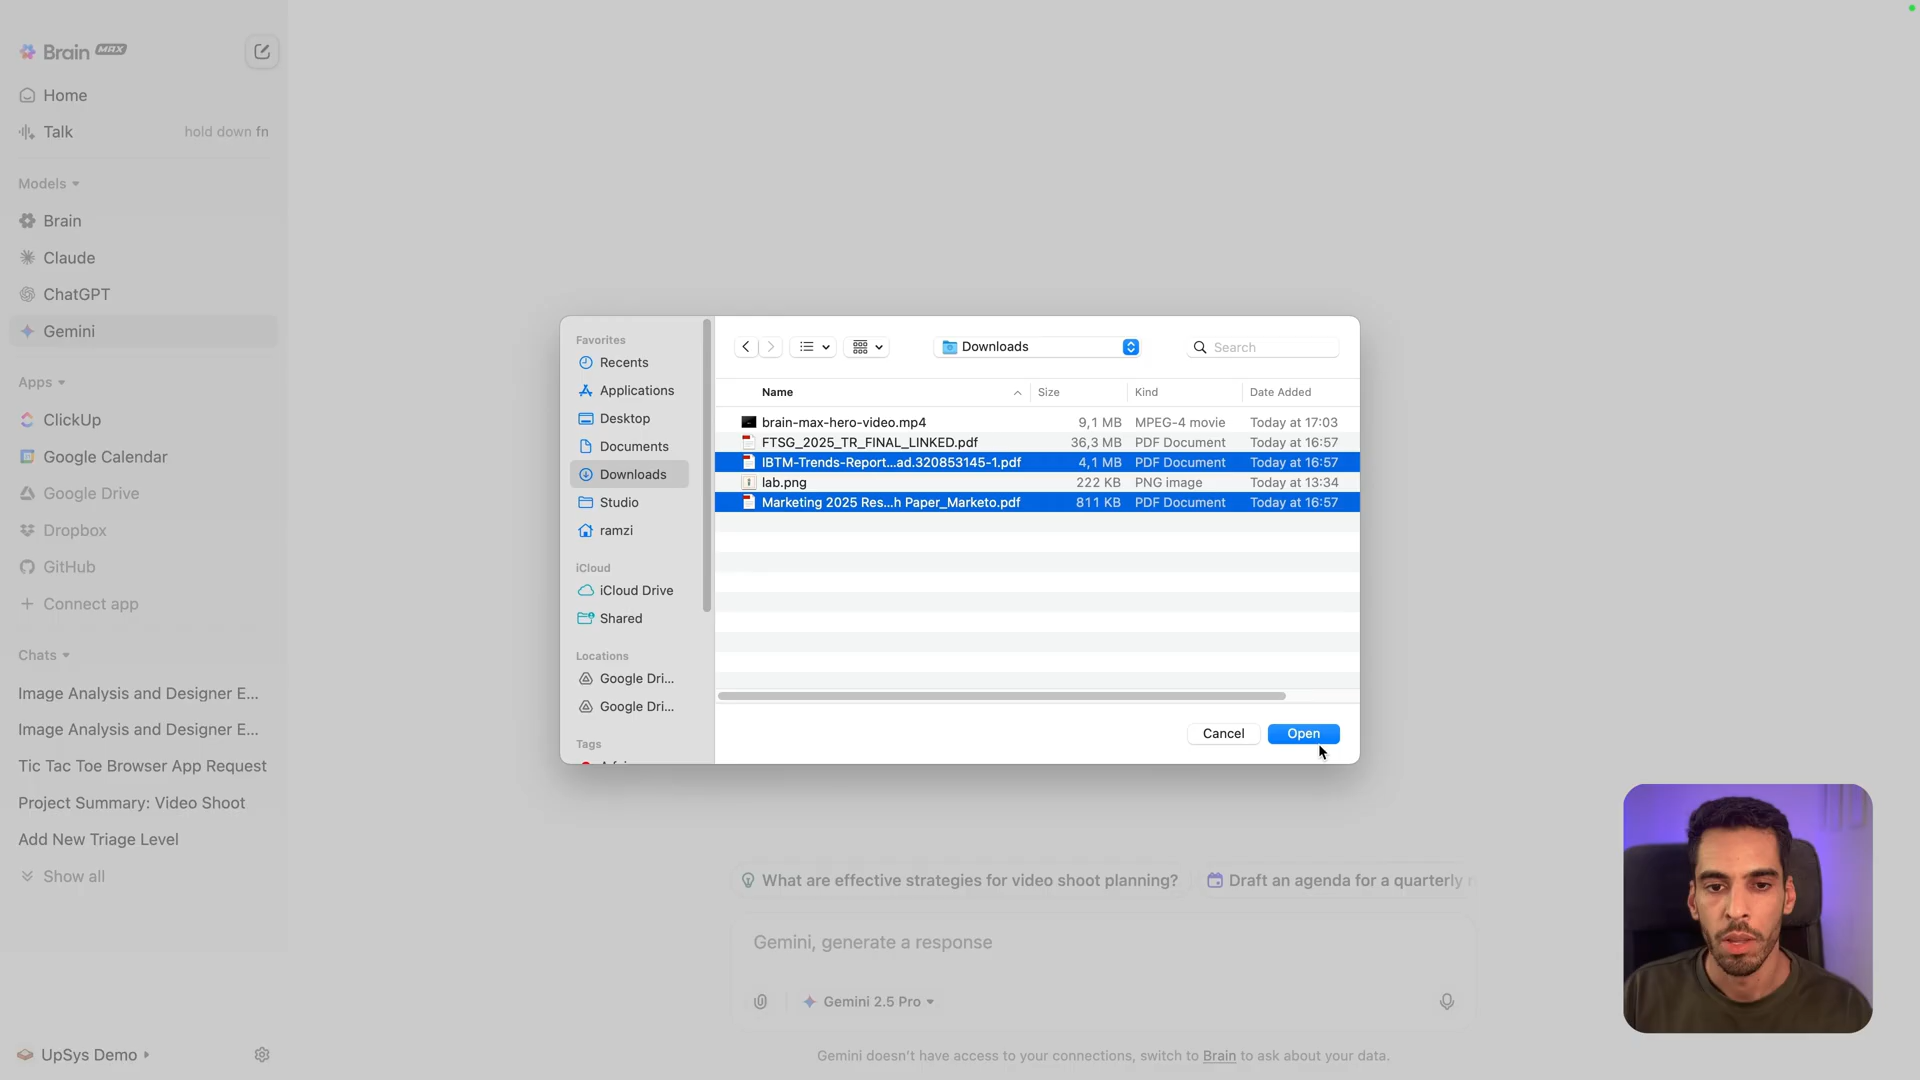 Brain MAX
Home
Talk hold down fn
Models
Brain
Claude
ChatGPT
Gemini
Apps
ClickUp
Google Calendar
Google Drive
Dropbox
GitHub
Connect app
Chats
Image Analysis and Designer E...
Image Analysis and Designer E...
Tic Tac Toe Browser App Request
Project Summary: Video Shoot
Add New Triage Level
Show all
UpSys Demo
Favorites
Recents
Applications
Desktop
Documents
Downloads
Studio
ramzi
iCloud
iCloud Drive
Shared
Locations
Google Dri...
Google Dri...
Tags
Downloads
Search
Name Size Kind Date Added
brain-max-hero-video.mp4 9,1 MB MPEG-4 movie Today at 17:03
FTSG_2025_TR_FINAL_LINKED.pdf 36,3 MB PDF Document Today at 16:57
IBTM-Trends-Report...ad.320853145-1.pdf 4,1 MB PDF Document Today at 16:57
lab.png 222 KB PNG image Today at 13:34
Marketing 2025 Res...h Paper_Marketo.pdf 811 KB PDF Document Today at 16:57
Cancel Open
What are effective strategies for video shoot planning? Draft an agenda for a quarterly
Gemini, generate a response
Gemini 2.5 Pro
Gemini doesn't have access to your connections, switch to Brain to ask about your data.